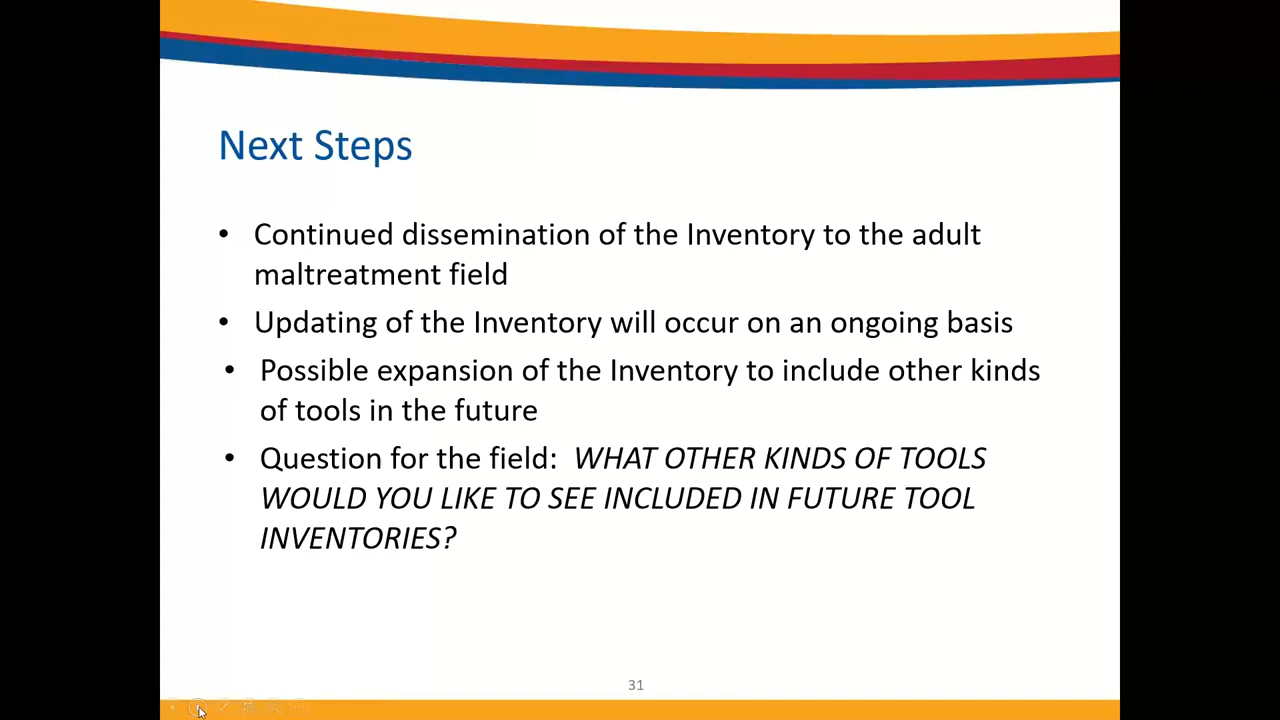 Next Steps
• Continued dissemination of the Inventory to the adult
maltreatment field
• Updating of the Inventory will occur on an ongoing basis
• Possible expansion of the Inventory to include other kinds
of tools in the future
• Question for the field: WHAT OTHER KINDS OF TOOLS
WOULD YOU LIKE TO SEE INCLUDED IN FUTURE TOOL
INVENTORIES?
31